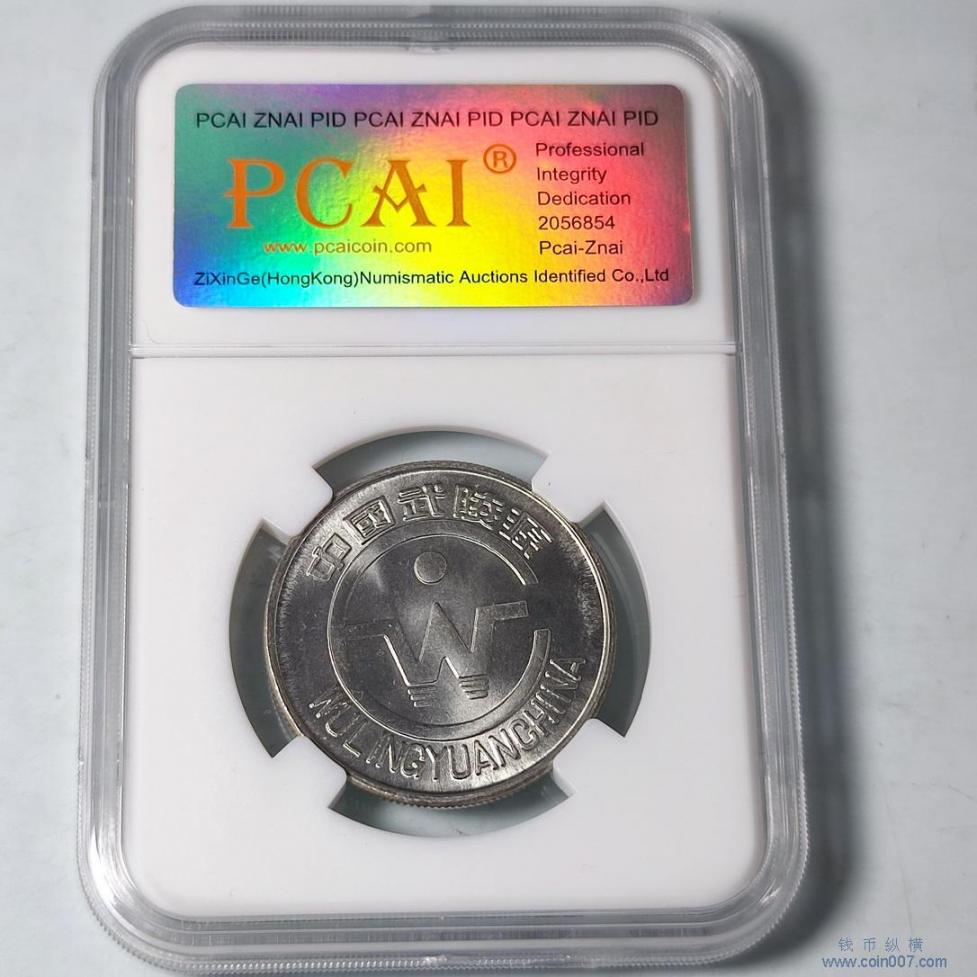 PCAI ZNAI PID PCAI ZNAI PID PCAI ZNAI PID
PCAI®
Professional
Integrity
Dedication
2056854
www.pcaicoin.com
Pcai-Znai
ZiXinGe(HongKong)Numismatic Auctions Identified Co.,Ltd
中國武陵源
WULINGYUANCHINA
钱币纵横
www.coin007.com